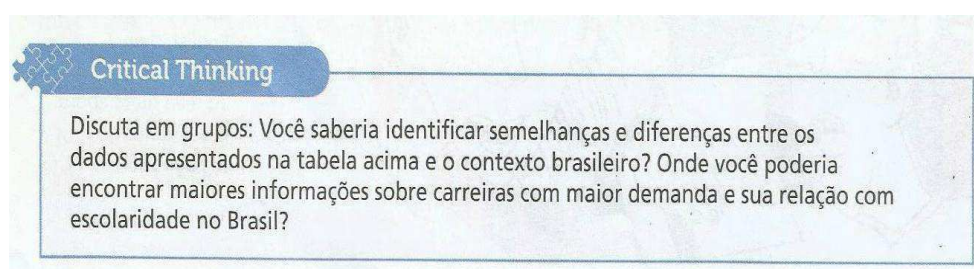 Critical Thinking
Discuta em grupos: Você saberia identificar semelhanças e diferenças entre os
dados apresentados na tabela acima e o contexto brasileiro? Onde você poderia
encontrar maiores informações sobre carreiras com maior demanda e sua relação com
escolaridade no Brasil?